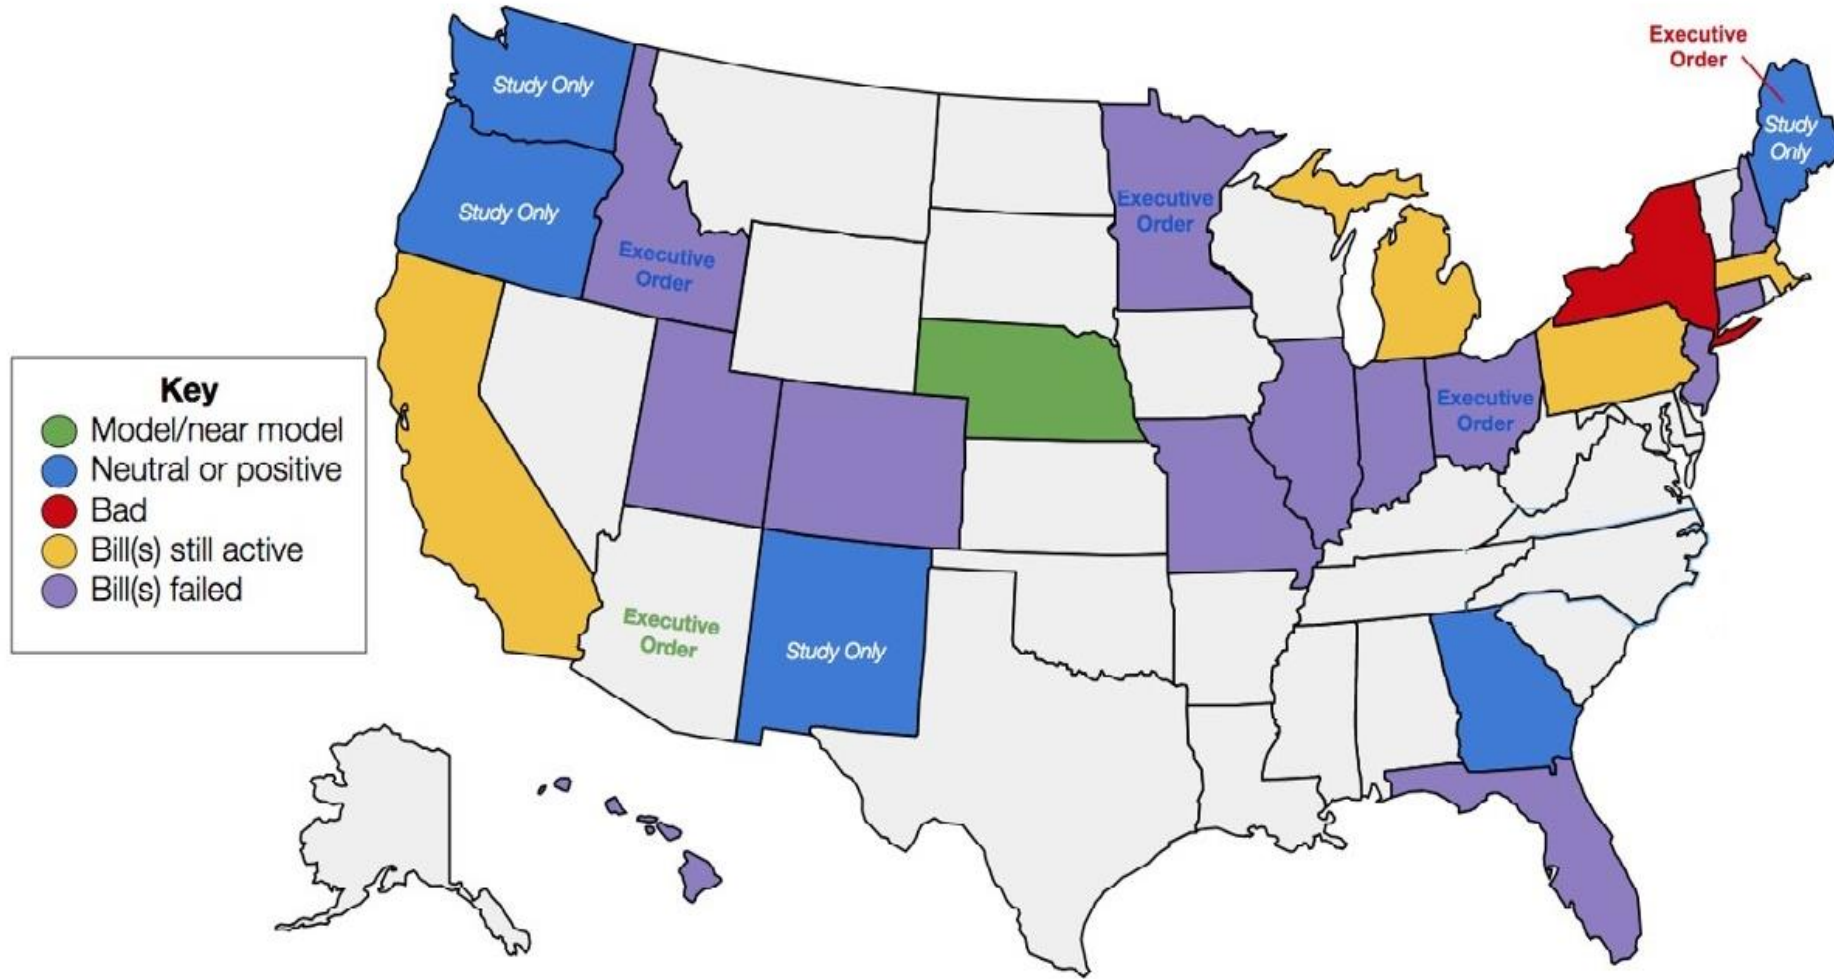 Executive
Order
Study Only
Study
Only
Executive
Order
Study Only
Executive
Order
Key
Model/near model
Neutral or positive
Bad
Bill(s) still active
Bill(s) failed
Executive
Order
Executive
Order
Study Only